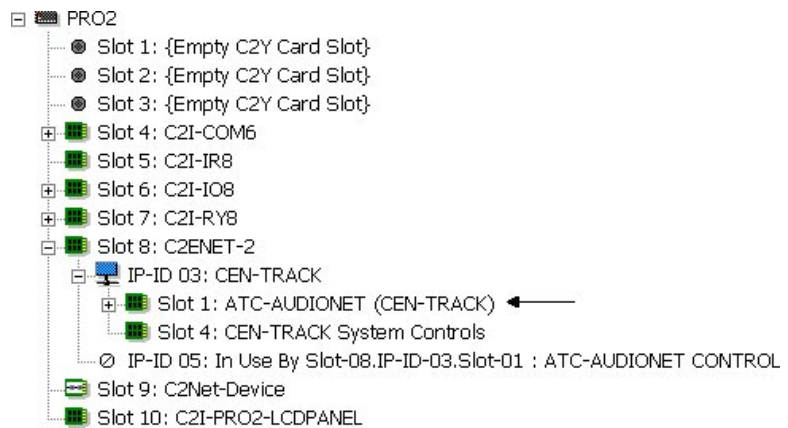 PRO2
Slot 1: {Empty C2Y Card Slot}
Slot 2: {Empty C2Y Card Slot}
Slot 3: {Empty C2Y Card Slot}
Slot 4: C2I-COM6
Slot 5: C2I-IR8
Slot 6: C2I-IO8
Slot 7: C2I-RY8
Slot 8: C2ENET-2
IP-ID 03: CEN-TRACK
Slot 1: ATC-AUDIONET (CEN-TRACK)
Slot 4: CEN-TRACK System Controls
IP-ID 05: In Use By Slot-08.IP-ID-03.Slot-01 : ATC-AUDIONET CONTROL
Slot 9: C2Net-Device
Slot 10: C2I-PRO2-LCDPANEL